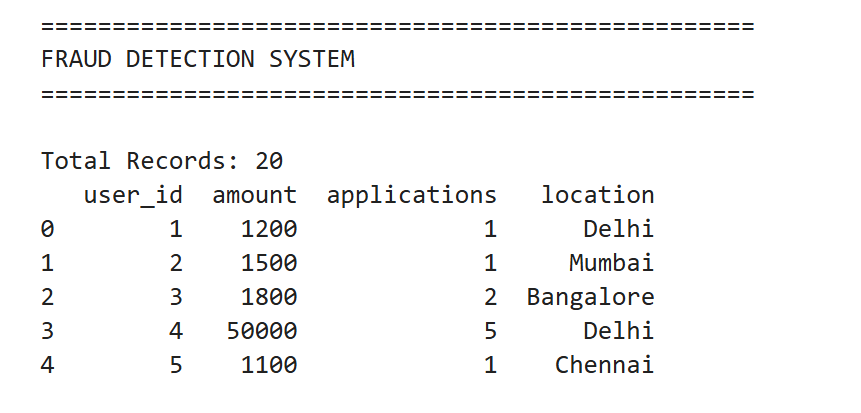 ==================================================
FRAUD DETECTION SYSTEM
==================================================
Total Records: 20
user_id amount applications location
0 1 1200 1 Delhi
1 2 1500 1 Mumbai
2 3 1800 2 Bangalore
3 4 50000 5 Delhi
4 5 1100 1 Chennai